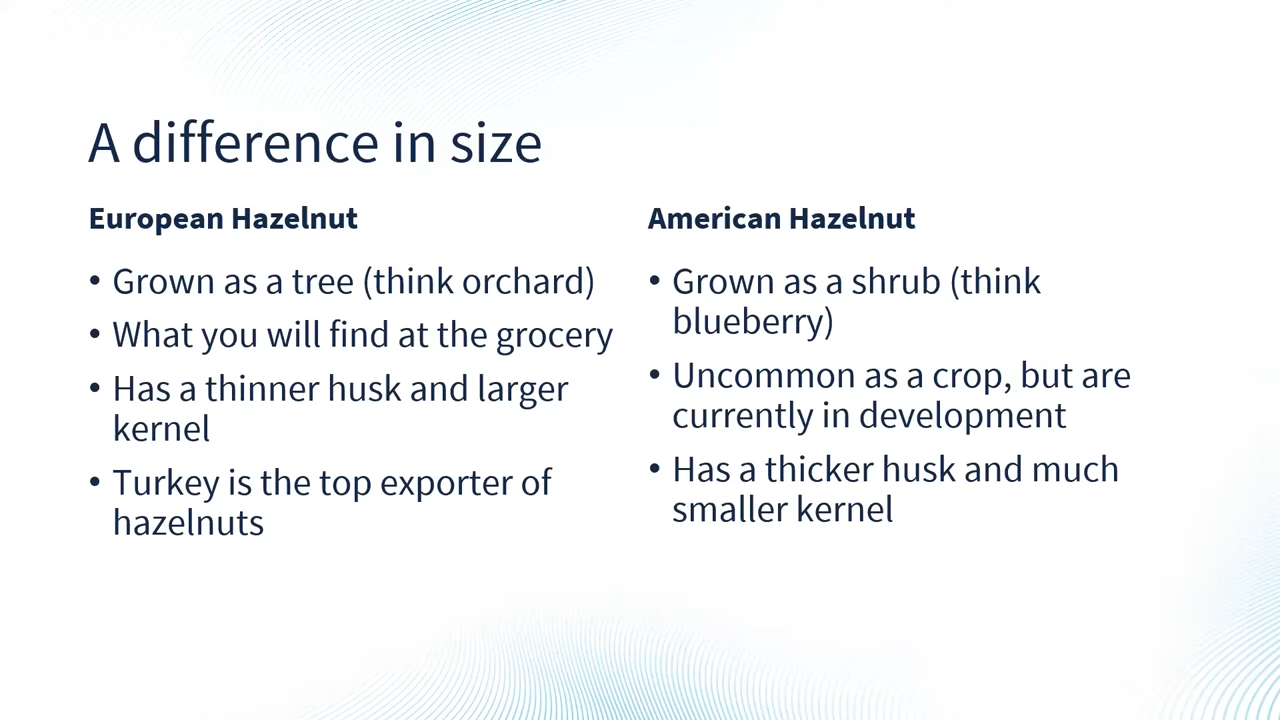 A difference in size
European Hazelnut
• Grown as a tree (think orchard)
• What you will find at the grocery
• Has a thinner husk and larger
kernel
• Turkey is the top exporter of
hazelnuts
American Hazelnut
• Grown as a shrub (think
blueberry)
• Uncommon as a crop, but are
currently in development
• Has a thicker husk and much
smaller kernel